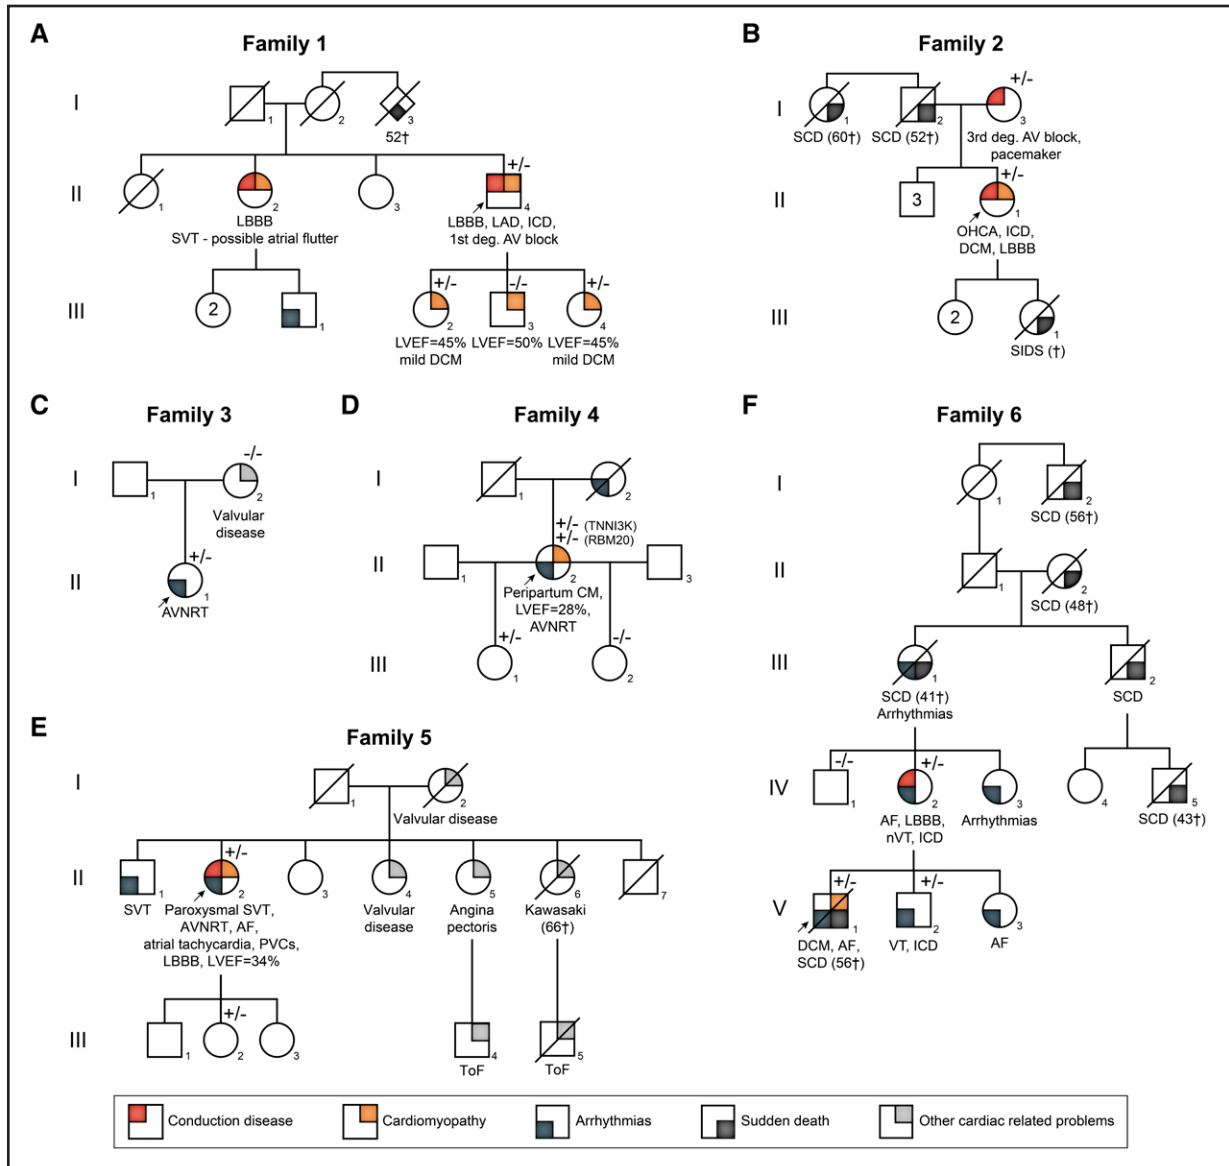 A
Family 1
I
1
2
3
52†
II
+/-
1
2
3
4
LBBB
SVT - possible atrial flutter
LBBB, LAD, ICD,
1st deg. AV block
III
+/-
-/-
+/-
2
1
2
3
4
LVEF=45%
mild DCM
LVEF=50%
LVEF=45%
mild DCM
B
Family 2
I
+/-
1
2
3
SCD (60†)
SCD (52†)
3rd deg. AV block,
pacemaker
II
+/-
3
1
OHCA, ICD,
DCM, LBBB
III
2
1
SIDS (†)
C
Family 3
I
-/-
1
2
Valvular
disease
II
+/-
1
AVNRT
D
Family 4
I
1
2
+/- (TNNI3K)
+/- (RBM20)
II
1
2
3
Peripartum CM,
LVEF=28%,
AVNRT
III
+/-
-/-
1
2
E
Family 5
I
1
2
Valvular disease
II
+/-
1
2
3
4
5
6
7
SVT
Paroxysmal SVT,
AVNRT, AF,
atrial tachycardia, PVCs,
LBBB, LVEF=34%
Valvular
disease
Angina
pectoris
Kawasaki
(66†)
III
+/-
1
2
3
4
5
ToF
ToF
F
Family 6
I
1
2
SCD (56†)
II
1
2
SCD (48†)
III
1
2
SCD (41†)
Arrhythmias
SCD
IV
-/-
+/-
1
2
3
4
5
AF, LBBB,
nVT, ICD
Arrhythmias
SCD (43†)
V
+/-
+/-
1
2
3
DCM, AF,
SCD (56†)
VT, ICD
AF
Conduction disease
Cardiomyopathy
Arrhythmias
Sudden death
Other cardiac related problems